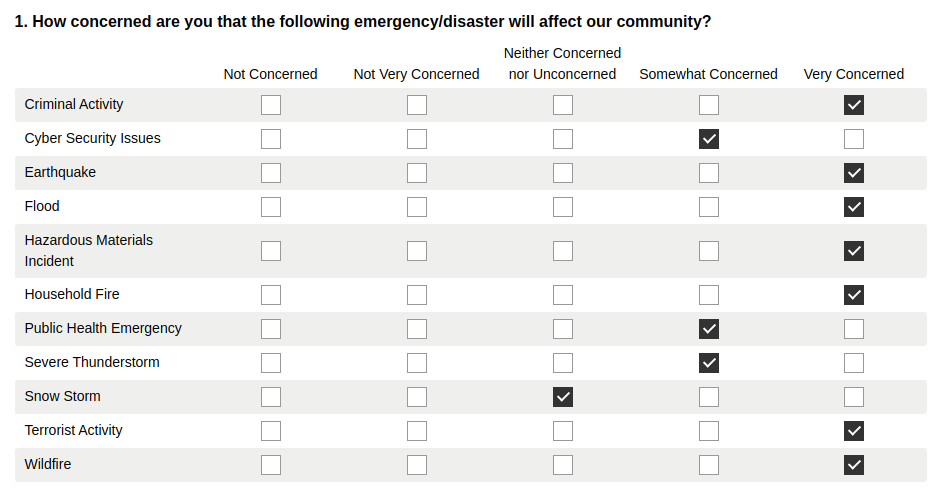 1. How concerned are you that the following emergency/disaster will affect our community?
Neither Concerned
Not Concerned Not Very Concerned nor Unconcerned Somewhat Concerned Very Concerned
Criminal Activity
Cyber Security Issues
Earthquake
Flood
Hazardous Materials
Incident
Household Fire
Public Health Emergency
Severe Thunderstorm
Snow Storm
Terrorist Activity
Wildfire